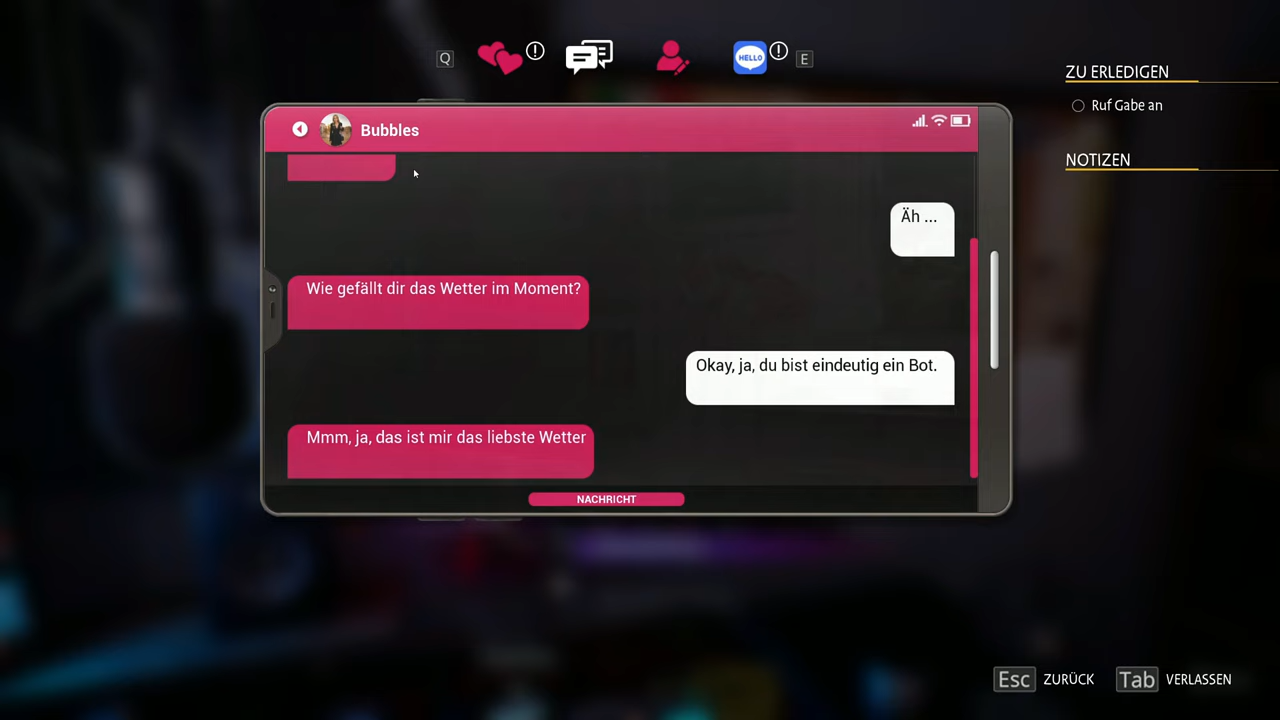 Q
!
HELLO
!
E
ZU ERLEDIGEN
Ruf Gabe an
NOTIZEN
Bubbles
Äh ...
Wie gefällt dir das Wetter im Moment?
Okay, ja, du bist eindeutig ein Bot.
Mmm, ja, das ist mir das liebste Wetter
NACHRICHT
Esc ZURÜCK Tab VERLASSEN